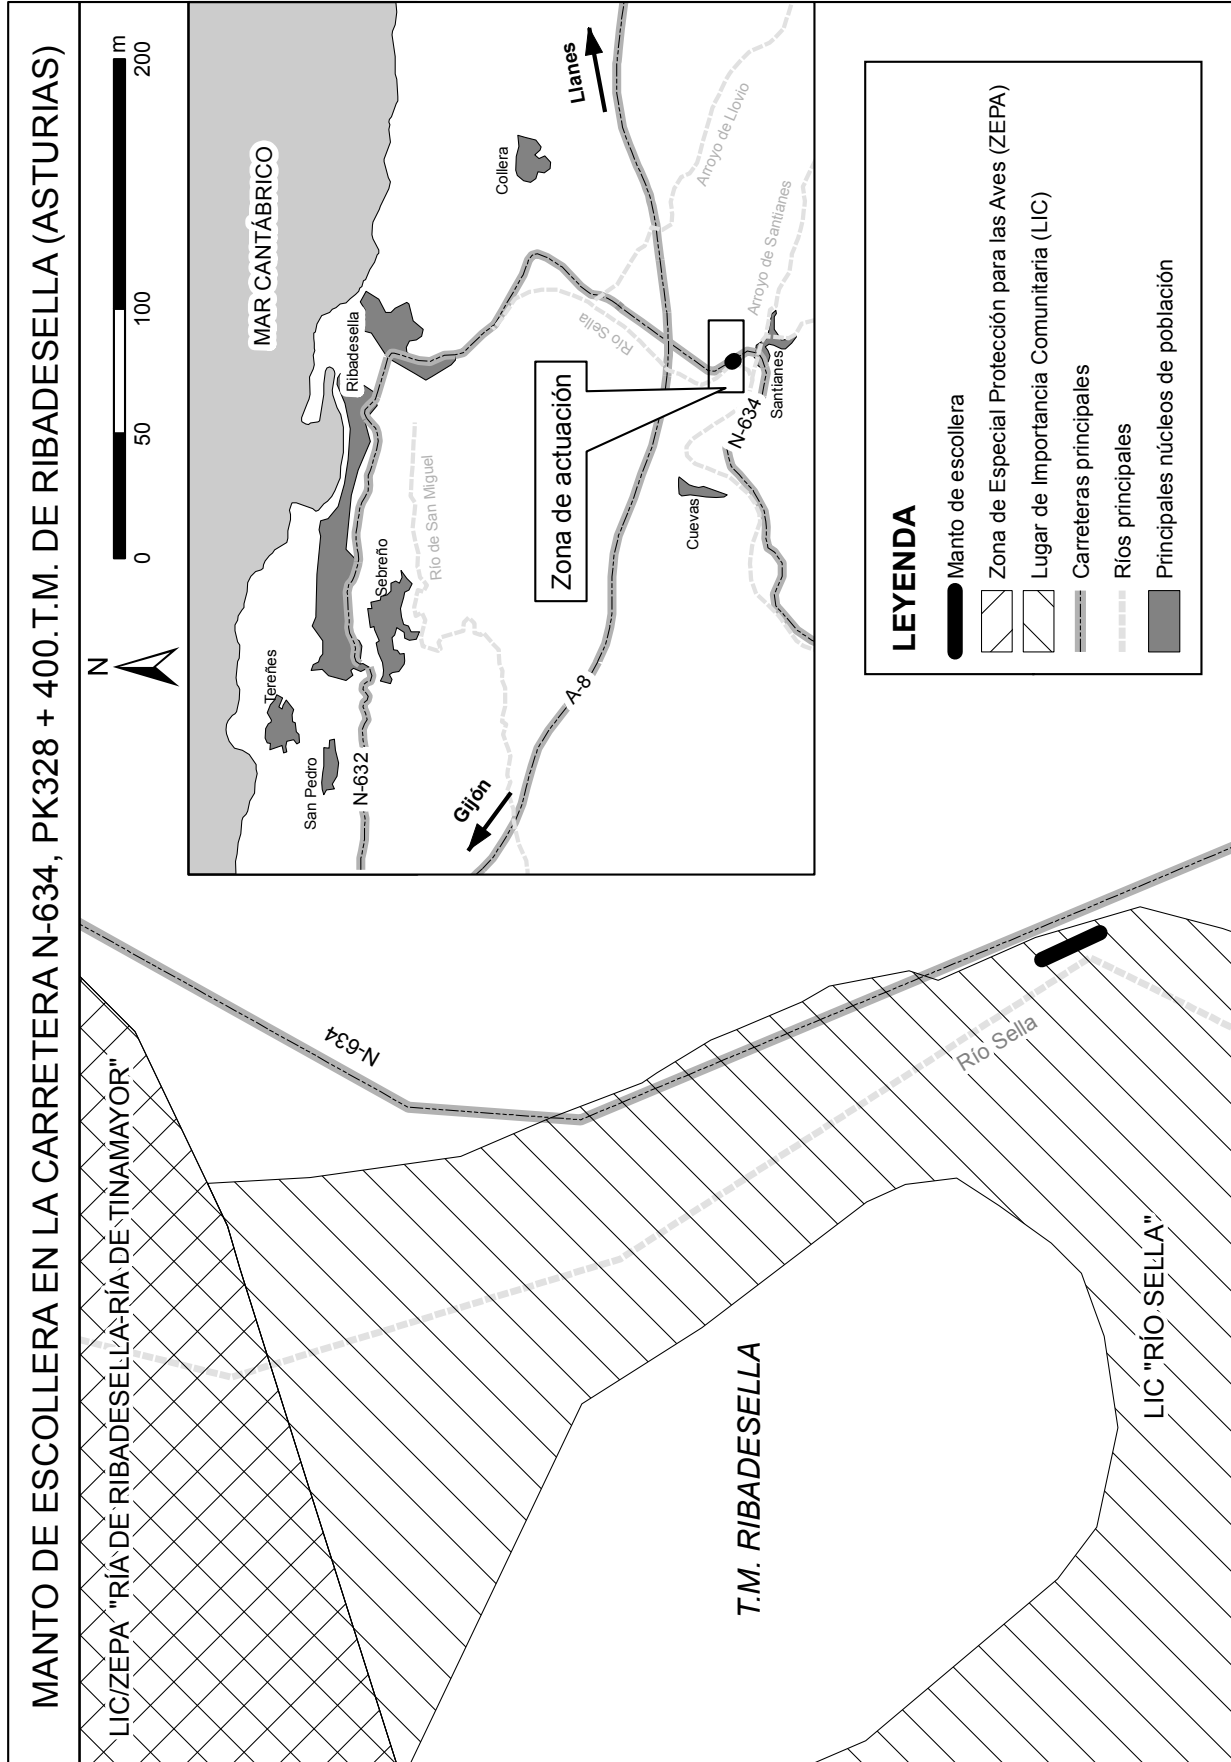 MANTO DE ESCOLLERA EN LA CARRETERA N-634, PK328 + 400.T.M. DE RIBADESELLA (ASTURIAS)
LIC/ZEPA "RÍA DE RIBADESELLA-RÍA DE TINAMAYOR"
N-634
T.M. RIBADESELLA
Río Sella
LIC "RÍO SELLA"
N
0 50 100 200
m
MAR CANTÁBRICO
Tereñes
San Pedro
Ribadesella
N-632
Sebreño
Río de San Miguel
Gijón
Llanes
Collera
A-8
Zona de actuación
Río Sella
Arroyo de Llovio
Arroyo de Santianes
Cuevas
N-634
Santianes
LEYENDA
Manto de escollera
Zona de Especial Protección para las Aves (ZEPA)
Lugar de Importancia Comunitaria (LIC)
Carreteras principales
Ríos principales
Principales núcleos de población